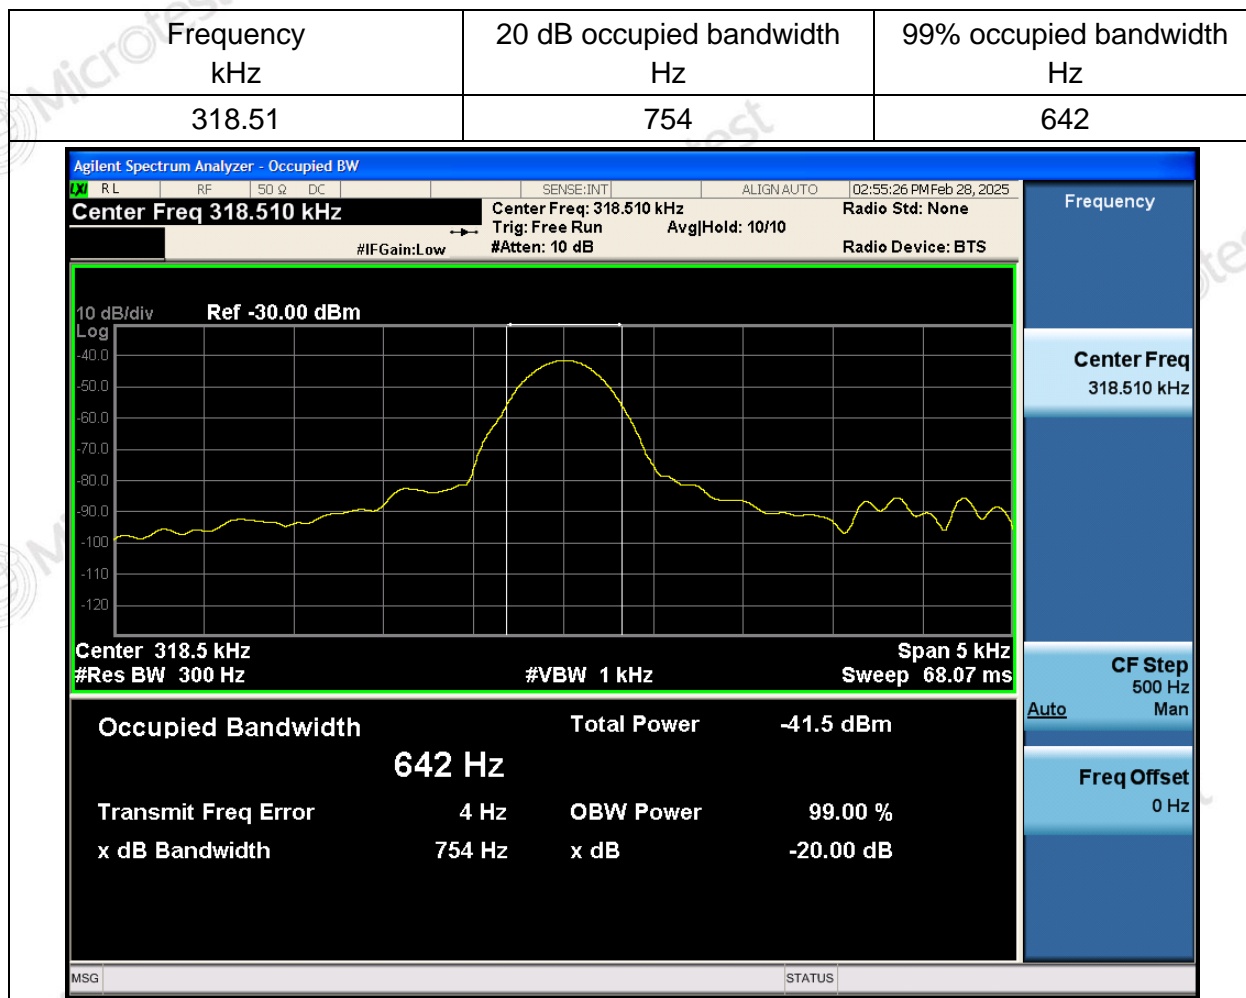 Frequency
kHz
20 dB occupied bandwidth
Hz
99% occupied bandwidth
Hz
318.51
754
642
Agilent Spectrum Analyzer - Occupied BW
LXI RL RF 50 Ω DC SENSE:INT ALIGN AUTO 02:55:26 PM Feb 28, 2025
Center Freq 318.510 kHz
Center Freq: 318.510 kHz
Radio Std: None
Trig: Free Run
Avg|Hold: 10/10
#IFGain:Low
#Atten: 10 dB
Radio Device: BTS
10 dB/div
Ref -30.00 dBm
Log
-40.0
-50.0
-60.0
-70.0
-80.0
-90.0
-100
-110
-120
Center 318.5 kHz
Span 5 kHz
#Res BW 300 Hz
#VBW 1 kHz
Sweep 68.07 ms
Occupied Bandwidth
642 Hz
Total Power -41.5 dBm
Transmit Freq Error 4 Hz
OBW Power 99.00 %
x dB Bandwidth 754 Hz
x dB -20.00 dB
Frequency
Center Freq
318.510 kHz
CF Step
500 Hz
Auto Man
Freq Offset
0 Hz
MSG
STATUS
Microtest